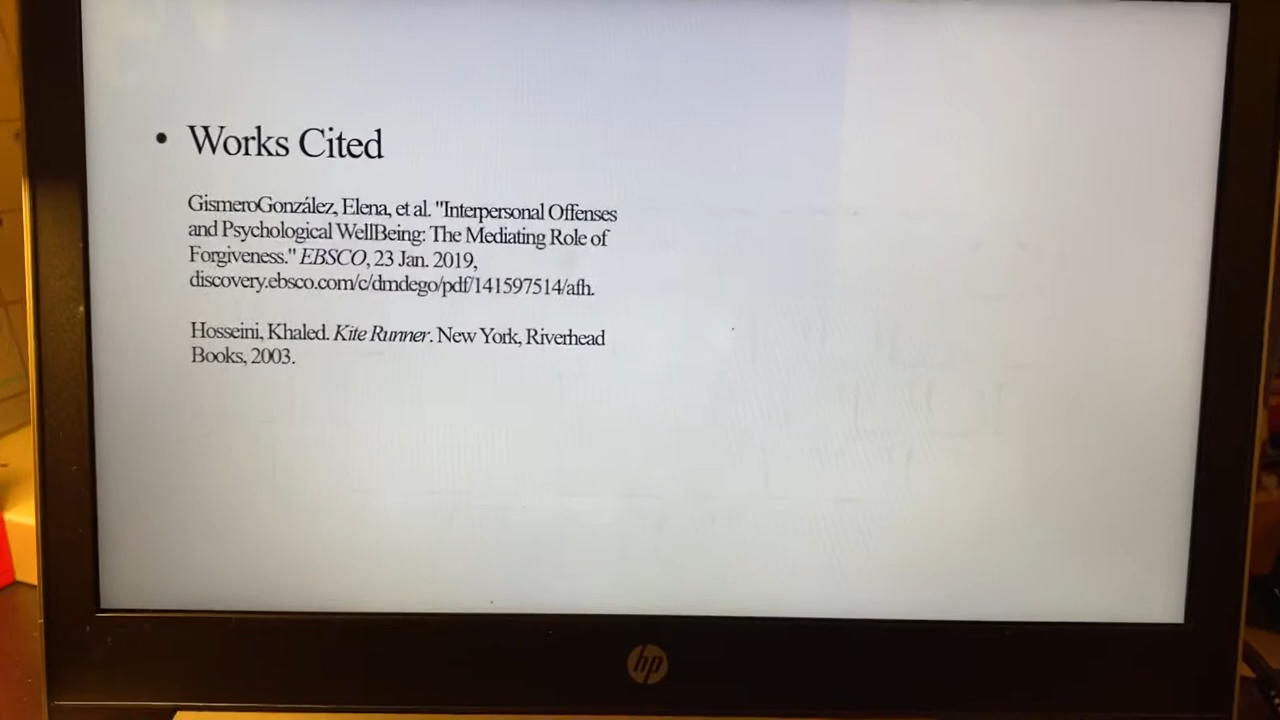 • Works Cited
GismeroGonzález, Elena, et al. "Interpersonal Offenses
and Psychological WellBeing: The Mediating Role of
Forgiveness." EBSCO, 23 Jan. 2019,
discovery.ebsco.com/c/dmdego/pdf/141597514/afh.
Hosseini, Khaled. Kite Runner. New York, Riverhead
Books, 2003.
hp